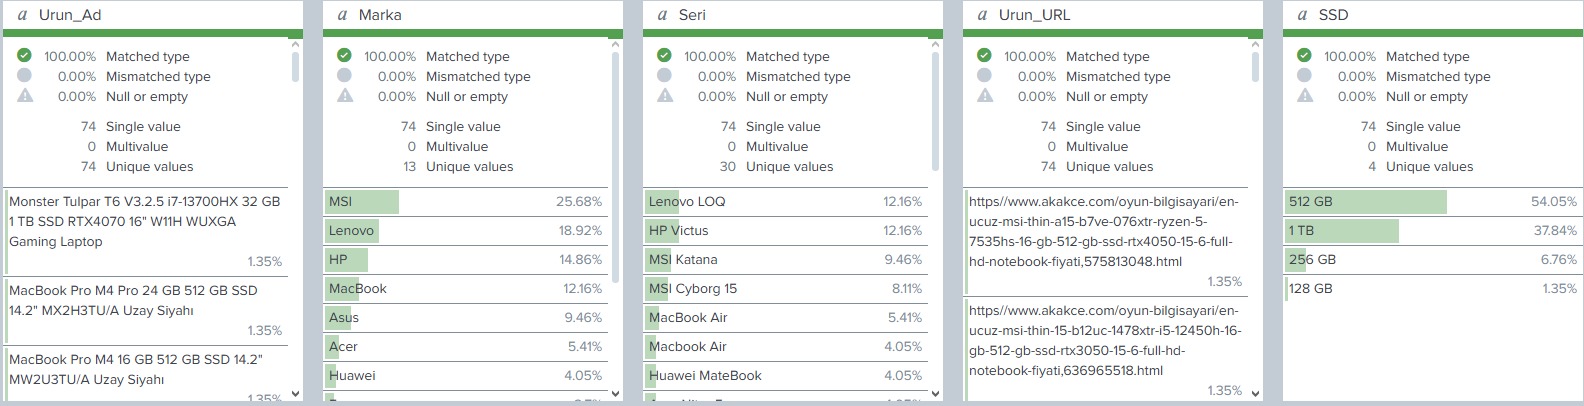 a Urun_Ad
100.00% Matched type
0.00% Mismatched type
0.00% Null or empty
74 Single value
0 Multivalue
74 Unique values
Monster Tulpar T6 V3.2.5 i7-13700HX 32 GB
1 TB SSD RTX4070 16" W11H WUXGA
Gaming Laptop
1.35%
MacBook Pro M4 Pro 24 GB 512 GB SSD
14.2" MX2H3TU/A Uzay Siyahı
1.35%
MacBook Pro M4 16 GB 512 GB SSD 14.2"
MW2U3TU/A Uzay Siyahı
1.35%
a Marka
100.00% Matched type
0.00% Mismatched type
0.00% Null or empty
74 Single value
0 Multivalue
13 Unique values
MSI 25.68%
Lenovo 18.92%
HP 14.86%
MacBook 12.16%
Asus 9.46%
Acer 5.41%
Huawei 4.05%
a Seri
100.00% Matched type
0.00% Mismatched type
0.00% Null or empty
74 Single value
0 Multivalue
30 Unique values
Lenovo LOQ 12.16%
HP Victus 12.16%
MSI Katana 9.46%
MSI Cyborg 15 8.11%
MacBook Air 5.41%
Macbook Air 4.05%
Huawei MateBook 4.05%
a Urun_URL
100.00% Matched type
0.00% Mismatched type
0.00% Null or empty
74 Single value
0 Multivalue
74 Unique values
https//www.akakce.com/oyun-bilgisayari/en-
ucuz-msi-thin-a15-b7ve-076xtr-ryzen-5-
7535hs-16-gb-512-gb-ssd-rtx4050-15-6-full-
hd-notebook-fiyati,575813048.html
1.35%
https//www.akakce.com/oyun-bilgisayari/en-
ucuz-msi-thin-15-b12uc-1478xtr-i5-12450h-16-
gb-512-gb-ssd-rtx3050-15-6-full-hd-
notebook-fiyati,636965518.html
1.35%
a SSD
100.00% Matched type
0.00% Mismatched type
0.00% Null or empty
74 Single value
0 Multivalue
4 Unique values
512 GB 54.05%
1 TB 37.84%
256 GB 6.76%
128 GB 1.35%